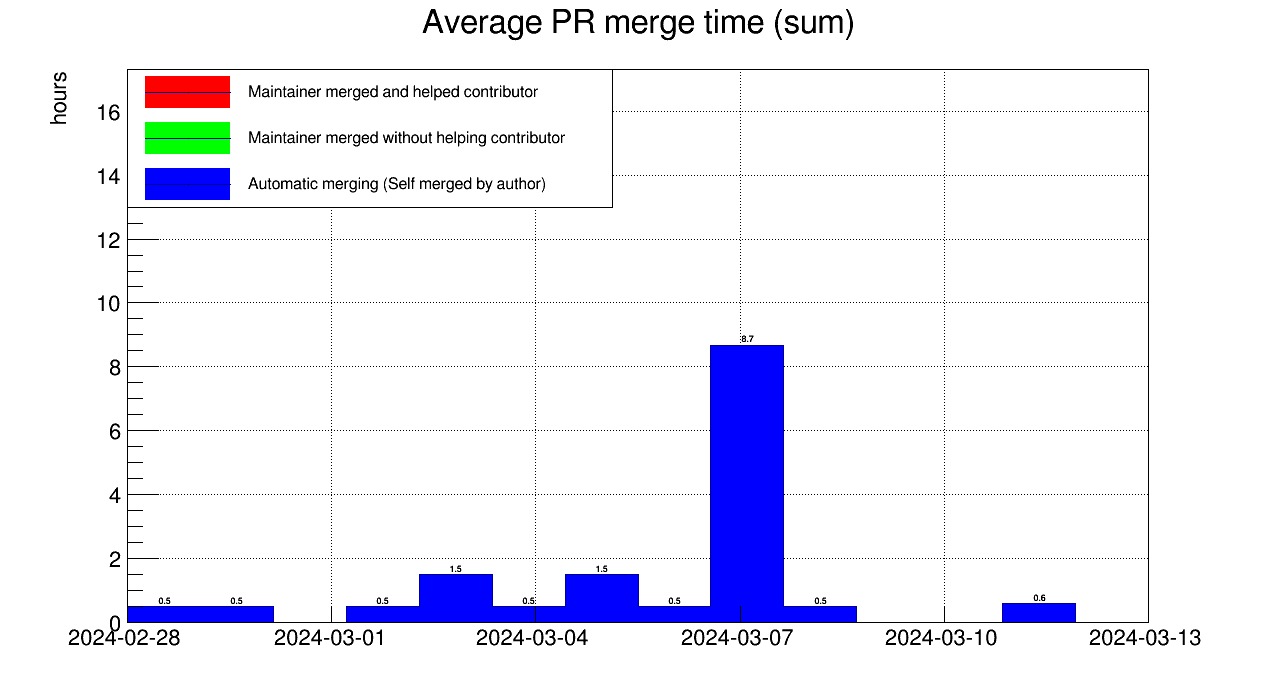 Average PR merge time (sum)
hours
Maintainer merged and helped contributor
Maintainer merged without helping contributor
Automatic merging (Self merged by author)
16
14
12
10
8
6
4
2
0
0.5 0.5 0.5 1.5 0.5 1.5 0.5 8.7 0.5 0.6
2024-02-28 2024-03-01 2024-03-04 2024-03-07 2024-03-10 2024-03-13